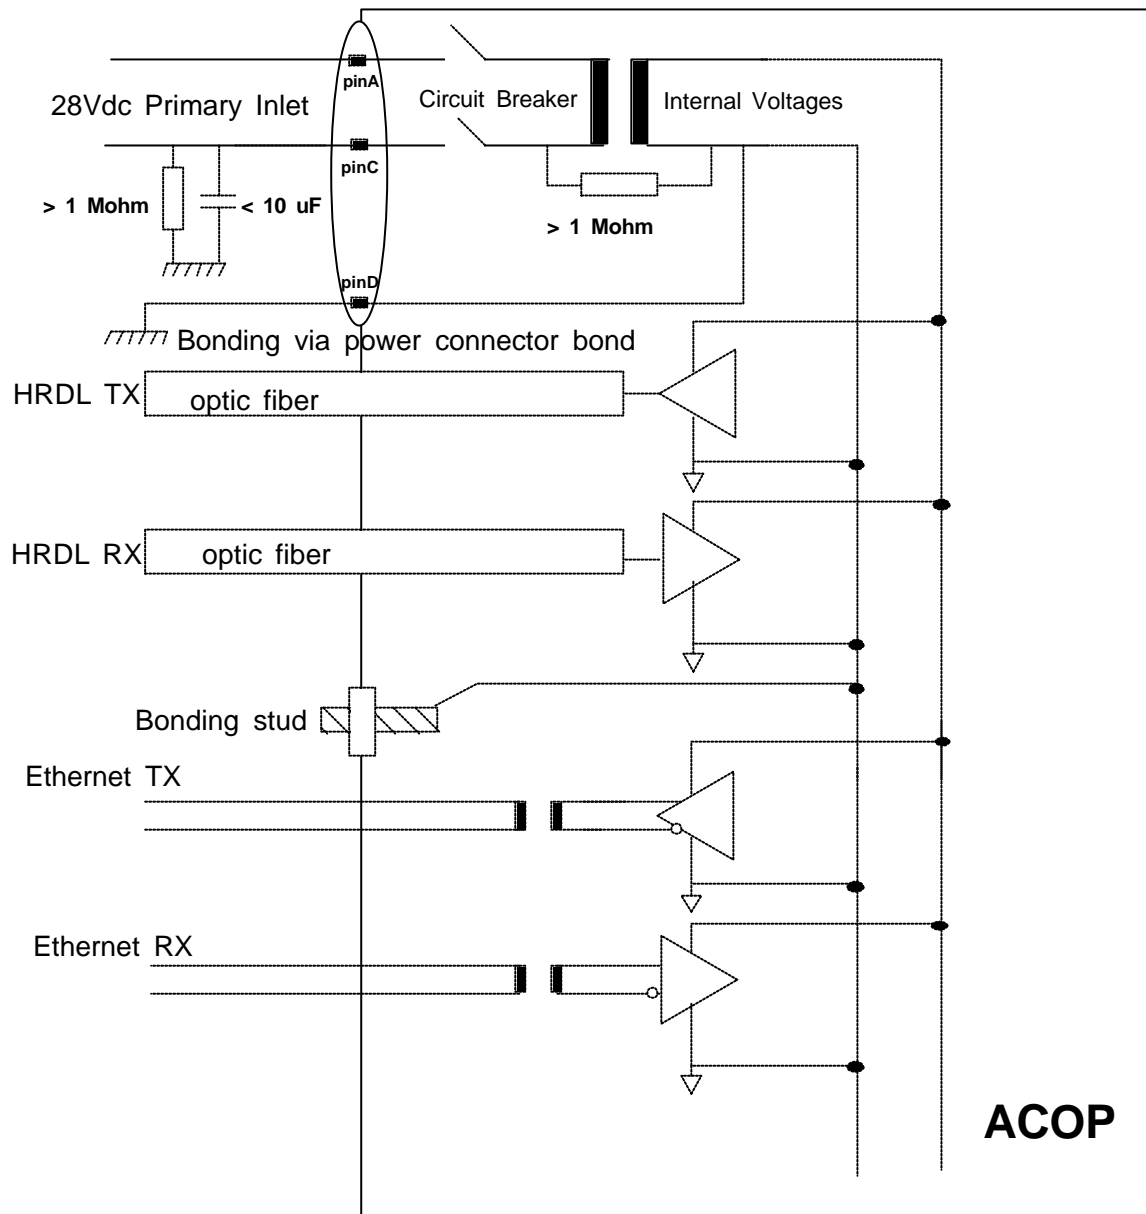 pinA
28Vdc Primary Inlet
Circuit Breaker
Internal Voltages
pinC
> 1 Mohm
< 10 uF
> 1 Mohm
pinD
Bonding via power connector bond
HRDL TX
optic fiber
HRDL RX
optic fiber
Bonding stud
Ethernet TX
Ethernet RX
ACOP